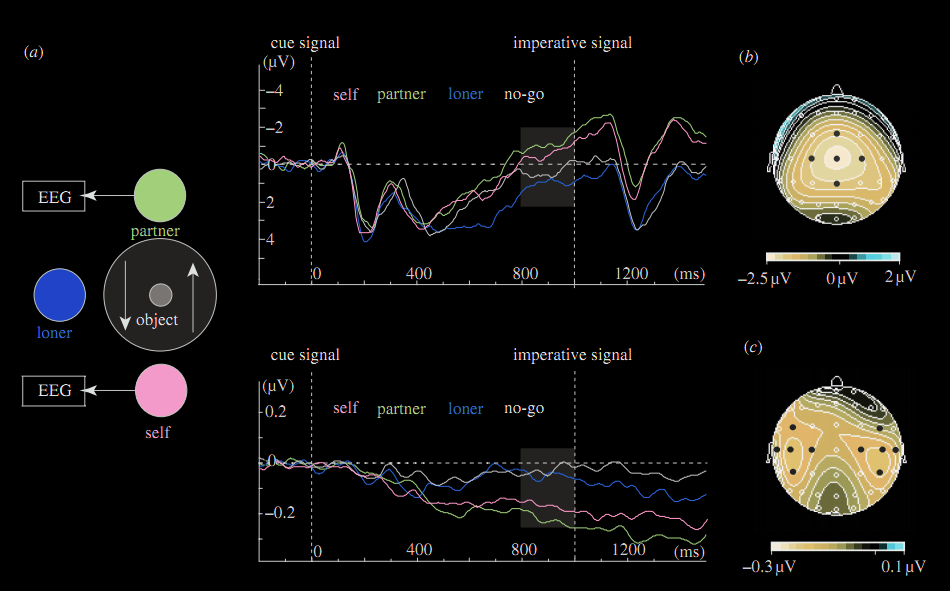 (a)
EEG
partner
loner
object
EEG
self
cue signal
imperative signal
(µV)
self partner loner no-go
–4
–2
0
2
4
0 400 800 1200 (ms)
cue signal
imperative signal
(µV)
self partner loner no-go
0.2
0
–0.2
0 400 800 1200 (ms)
(b)
–2.5 µV 0 µV 2 µV
(c)
–0.3 µV 0.1 µV